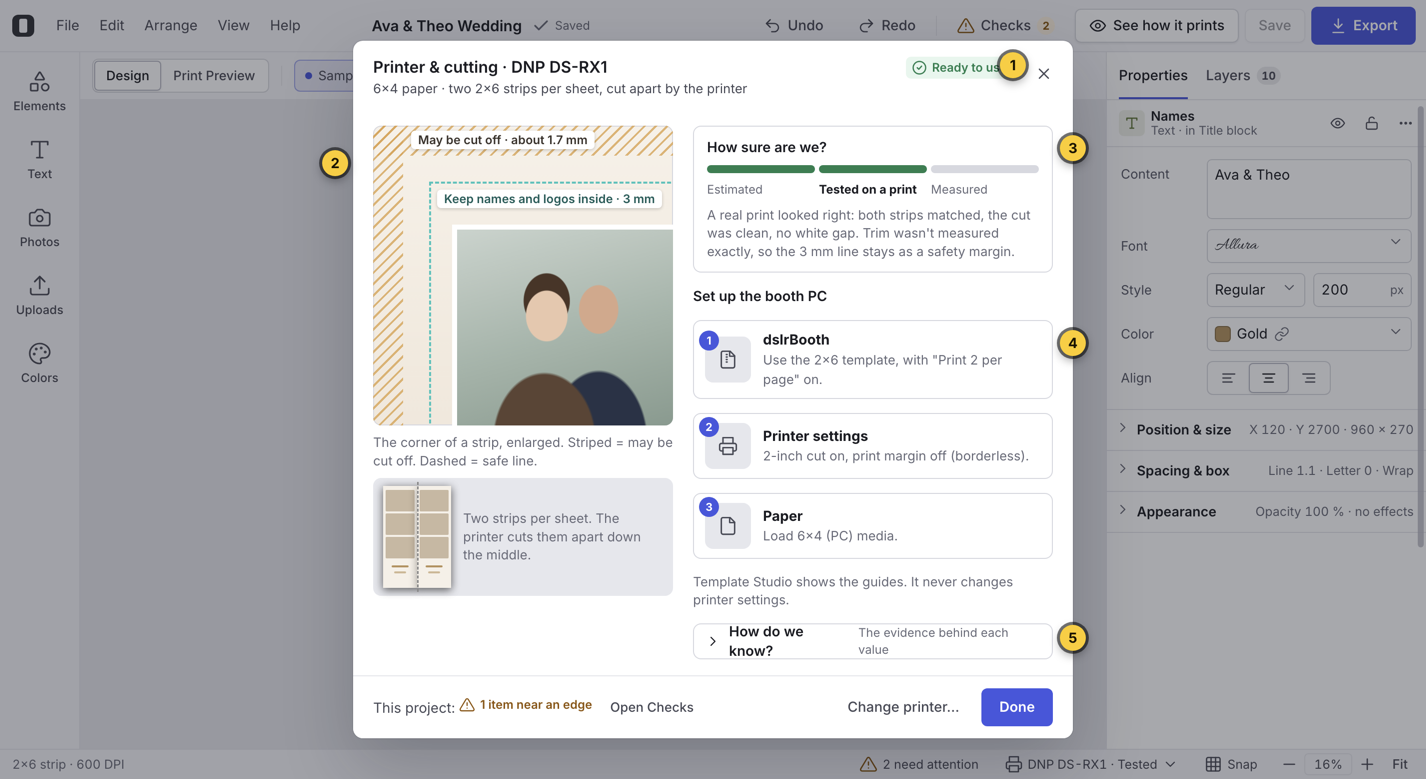 File Edit Arrange View Help
Ava & Theo Wedding
Saved
Undo
Redo
Checks 2
See how it prints
Save
Export
Elements
Text
Photos
Uploads
Colors
Design
Print Preview
Printer & cutting · DNP DS-RX1
6×4 paper · two 2×6 strips per sheet, cut apart by the printer
1
2
May be cut off · about 1.7 mm
Keep names and logos inside · 3 mm
The corner of a strip, enlarged. Striped = may be
cut off. Dashed = safe line.
Two strips per sheet. The
printer cuts them apart down
the middle.
3
How sure are we?
Estimated
Tested on a print
Measured
A real print looked right: both strips matched, the cut
was clean, no white gap. Trim wasn't measured
exactly, so the 3 mm line stays as a safety margin.
Set up the booth PC
4
1
dslrBooth
Use the 2×6 template, with "Print 2 per
page" on.
2
Printer settings
2-inch cut on, print margin off (borderless).
3
Paper
Load 6×4 (PC) media.
Template Studio shows the guides. It never changes
printer settings.
5
How do we
know?
The evidence behind each
value
This project:
1 item near an edge
Open Checks
Change printer...
Done
Properties
Layers 10
T
Names
Text · in Title block
Content
Ava & Theo
Font
Allura
Style
Regular
200 px
Color
Gold
Align
Position & size
X 120 · Y 2700 · 960 × 270
Spacing & box
Line 1.1 · Letter 0 · Wrap
Appearance
Opacity 100 % · no effects
2×6 strip · 600 DPI
2 need attention
DNP DS-RX1 · Tested
Snap
16%
Fit